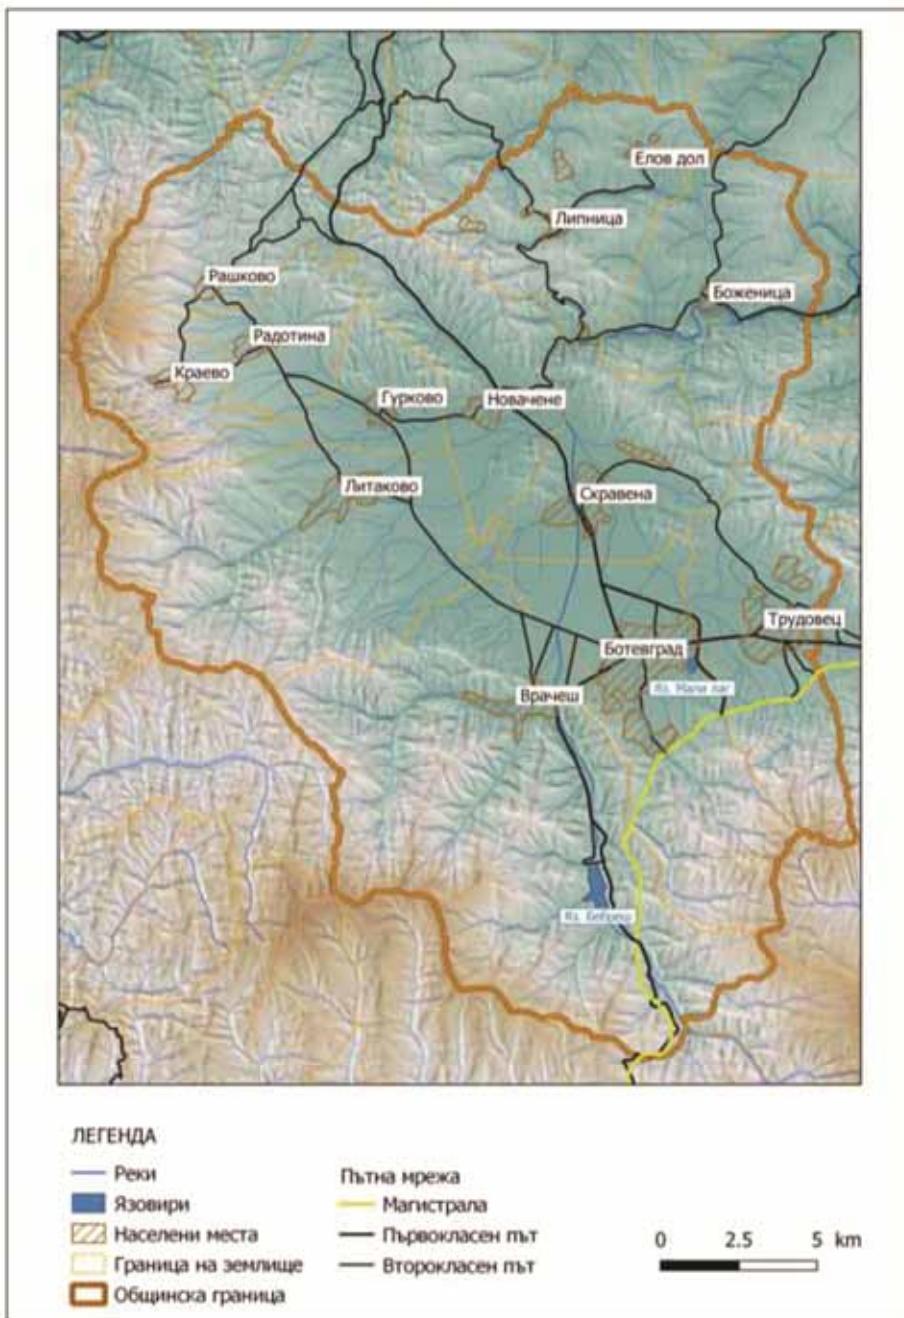 Елов дол
Липница
Рашково
Боженица
Радотина
Краево
Гурково
Новачене
Литаково
Скравена
Трудовец
Ботевград
Яз. Мали лаг
Врачеш
Яз. Бебреш
ЛЕГЕНДА
Реки
Язовири
Населени места
Граница на землище
Общинска граница
Пътна мрежа
Магистрала
Първокласен път
Второкласен път
0 2.5 5 km